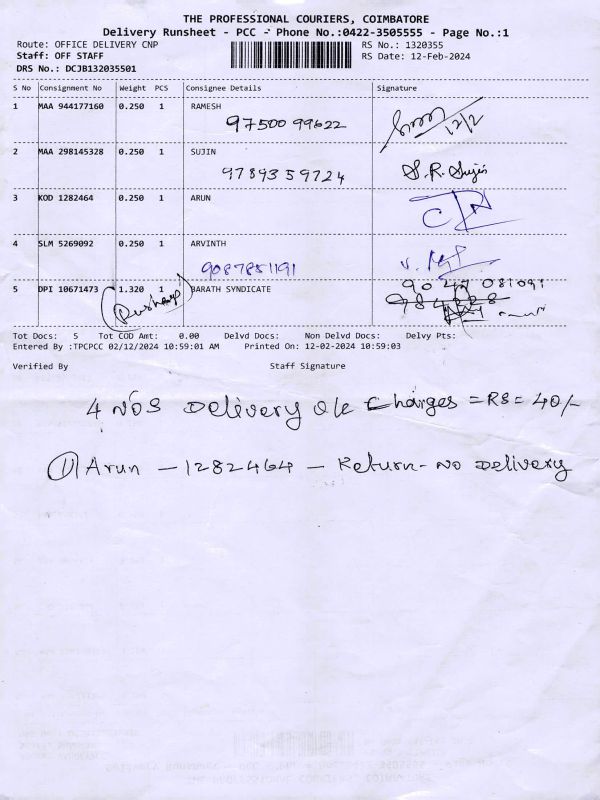 THE PROFESSIONAL COURIERS, COIMBATORE
Delivery Runsheet - PCC - Phone No.:0422-3505555 - Page No.:1
Route: OFFICE DELIVERY CNP RS No.: 1320355
Staff: OFF STAFF RS Date: 12-Feb-2024
DRS No.: DCJB132035501
S No Consignment No Weight PCS Consignee Details Signature
1 MAA 944177160 0.250 1 RAMESH
97500 99622 12/2
2 MAA 298145328 0.250 1 SUJIN
9789359724 S.R. Sujin
3 KOD 1282464 0.250 1 ARUN
4 SLM 5269092 0.250 1 ARVINTH
9087851191
5 DPI 10671473 1.320 1 BARATH SYNDICATE
Tot Docs: 5 Tot COD Amt: 0.00 Delvd Docs: Non Delvd Docs: Delvy Pts:
Entered By :TPCPCC 02/12/2024 10:59:01 AM Printed On: 12-02-2024 10:59:03
Verified By Staff Signature
4 NOS Delivery Charges = RS = 40/-
(1) Arun - 1282464 - Return - No Delivery